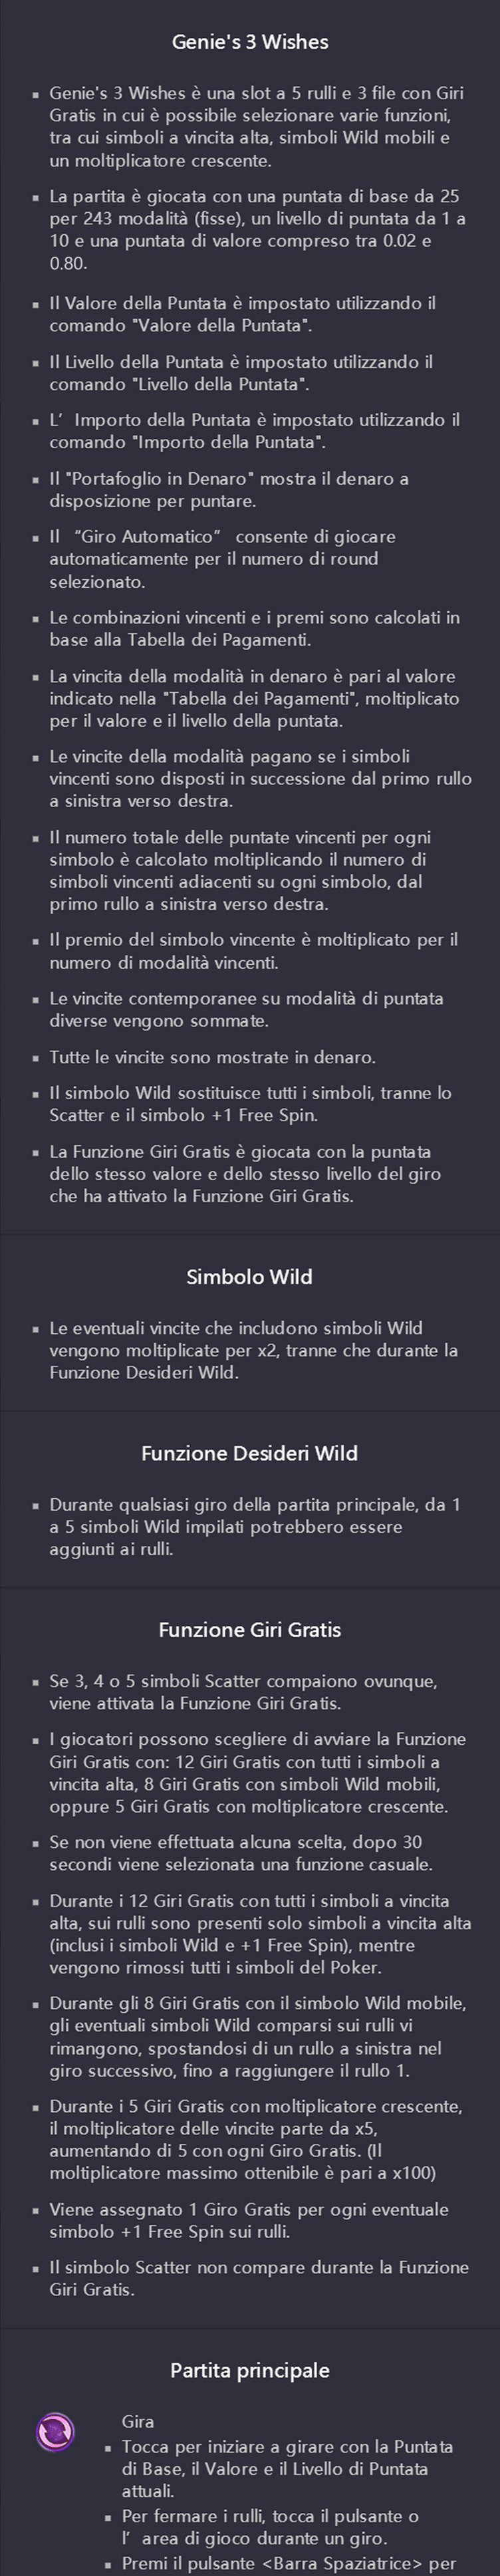 Genie's 3 Wishes
▪ Genie's 3 Wishes è una slot a 5 rulli e 3 file con Giri
Gratis in cui è possibile selezionare varie funzioni,
tra cui simboli a vincita alta, simboli Wild mobili e
un moltiplicatore crescente.
▪ La partita è giocata con una puntata di base da 25
per 243 modalità (fisse), un livello di puntata da 1 a
10 e una puntata di valore compreso tra 0.02 e
0.80.
▪ Il Valore della Puntata è impostato utilizzando il
comando "Valore della Puntata".
▪ Il Livello della Puntata è impostato utilizzando il
comando "Livello della Puntata".
▪ L’ Importo della Puntata è impostato utilizzando il
comando "Importo della Puntata".
▪ Il "Portafoglio in Denaro" mostra il denaro a
disposizione per puntare.
▪ Il “Giro Automatico” consente di giocare
automaticamente per il numero di round
selezionato.
▪ Le combinazioni vincenti e i premi sono calcolati in
base alla Tabella dei Pagamenti.
▪ La vincita della modalità in denaro è pari al valore
indicato nella "Tabella dei Pagamenti", moltiplicato
per il valore e il livello della puntata.
▪ Le vincite della modalità pagano se i simboli
vincenti sono disposti in successione dal primo rullo
a sinistra verso destra.
▪ Il numero totale delle puntate vincenti per ogni
simbolo è calcolato moltiplicando il numero di
simboli vincenti adiacenti su ogni simbolo, dal
primo rullo a sinistra verso destra.
▪ Il premio del simbolo vincente è moltiplicato per il
numero di modalità vincenti.
▪ Le vincite contemporanee su modalità di puntata
diverse vengono sommate.
▪ Tutte le vincite sono mostrate in denaro.
▪ Il simbolo Wild sostituisce tutti i simboli, tranne lo
Scatter e il simbolo +1 Free Spin.
▪ La Funzione Giri Gratis è giocata con la puntata
dello stesso valore e dello stesso livello del giro
che ha attivato la Funzione Giri Gratis.
Simbolo Wild
▪ Le eventuali vincite che includono simboli Wild
vengono moltiplicate per x2, tranne che durante la
Funzione Desideri Wild.
Funzione Desideri Wild
▪ Durante qualsiasi giro della partita principale, da 1
a 5 simboli Wild impilati potrebbero essere
aggiunti ai rulli.
Funzione Giri Gratis
▪ Se 3, 4 o 5 simboli Scatter compaiono ovunque,
viene attivata la Funzione Giri Gratis.
▪ I giocatori possono scegliere di avviare la Funzione
Giri Gratis con: 12 Giri Gratis con tutti i simboli a
vincita alta, 8 Giri Gratis con simboli Wild mobili,
oppure 5 Giri Gratis con moltiplicatore crescente.
▪ Se non viene effettuata alcuna scelta, dopo 30
secondi viene selezionata una funzione casuale.
▪ Durante i 12 Giri Gratis con tutti i simboli a vincita
alta, sui rulli sono presenti solo simboli a vincita alta
(inclusi i simboli Wild e +1 Free Spin), mentre
vengono rimossi tutti i simboli del Poker.
▪ Durante gli 8 Giri Gratis con il simbolo Wild mobile,
gli eventuali simboli Wild comparsi sui rulli vi
rimangono, spostandosi di un rullo a sinistra nel
giro successivo, fino a raggiungere il rullo 1.
▪ Durante i 5 Giri Gratis con moltiplicatore crescente,
il moltiplicatore delle vincite parte da x5,
aumentando di 5 con ogni Giro Gratis. (Il
moltiplicatore massimo ottenibile è pari a x100)
▪ Viene assegnato 1 Giro Gratis per ogni eventuale
simbolo +1 Free Spin sui rulli.
▪ Il simbolo Scatter non compare durante la Funzione
Giri Gratis.
Partita principale
Gira
▪ Tocca per iniziare a girare con la Puntata
di Base, il Valore e il Livello di Puntata
attuali.
▪ Per fermare i rulli, tocca il pulsante o
l’ area di gioco durante un giro.
▪ Premi il pulsante <Barra Spaziatrice> per